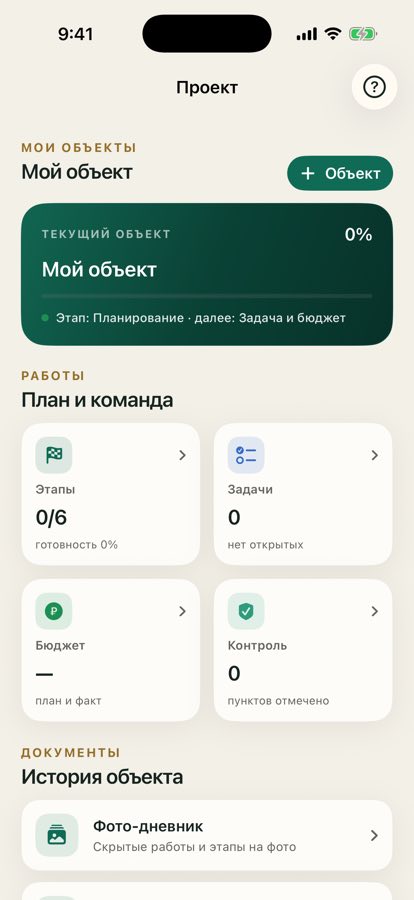 9:41
Проект
МОИ ОБЪЕКТЫ
Мой объект
+ Объект
ТЕКУЩИЙ ОБЪЕКТ
0%
Мой объект
Этап: Планирование · далее: Задача и бюджет
РАБОТЫ
План и команда
Этапы
0/6
готовность 0%
Задачи
0
нет открытых
Бюджет
—
план и факт
Контроль
0
пунктов отмечено
ДОКУМЕНТЫ
История объекта
Фото-дневник
Скрытые работы и этапы на фото